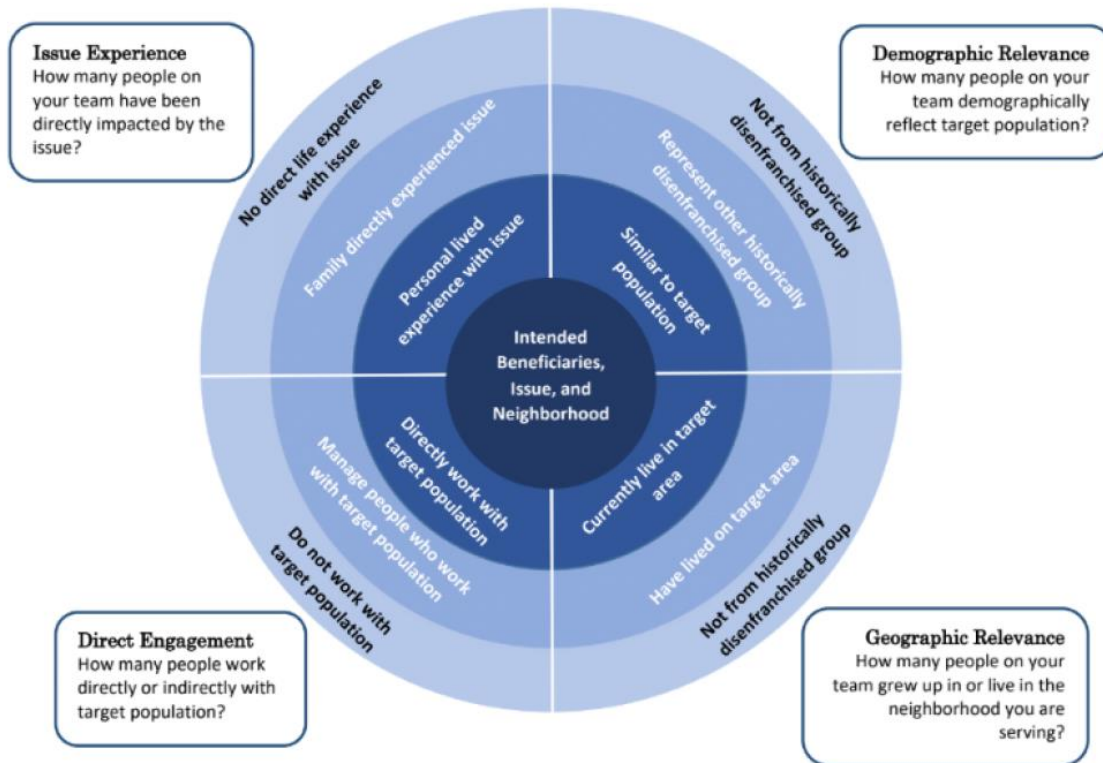 Issue Experience
How many people on
your team have been
directly impacted by the
issue?
Demographic Relevance
How many people on your
team demographically
reflect target population?
No direct life experience
with issue
Family directly experienced issue
Personal lived
experience with issue
Not from historically
disenfranchised group
Represent other historically
disenfranchised group
Similar to target
population
Intended
Beneficiaries,
Issue, and
Neighborhood
Directly work with
target population
Manage people who work
with target population
Do not work with
target population
Currently live in target
area
Have lived on target area
Not from historically
disenfranchised group
Direct Engagement
How many people work
directly or indirectly with
target population?
Geographic Relevance
How many people on your
team grew up in or live in the
neighborhood you are
serving?